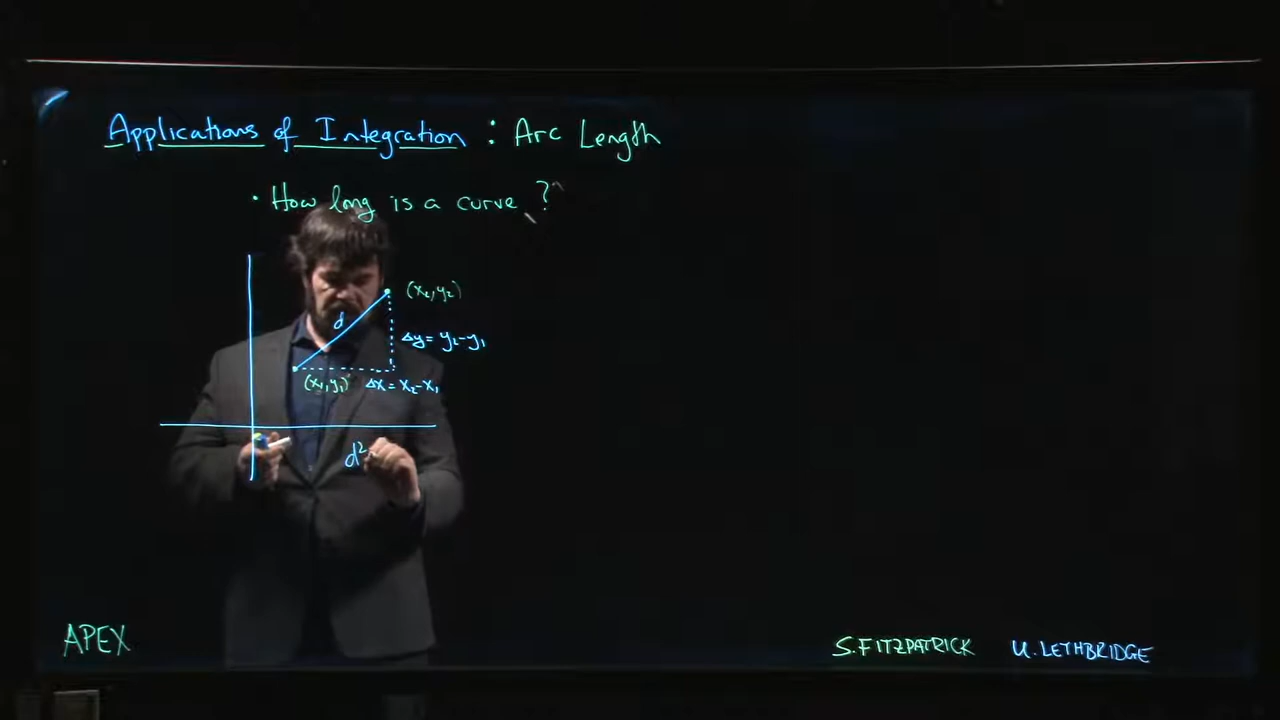 Applications of Integration : Arc Length
· How long is a curve ?
(x₂, y₂)
d
Δy = y₂-y₁
(x₁, y₁) Δx = x₂-x₁
d²
APEX
S. FITZPATRICK U. LETHBRIDGE